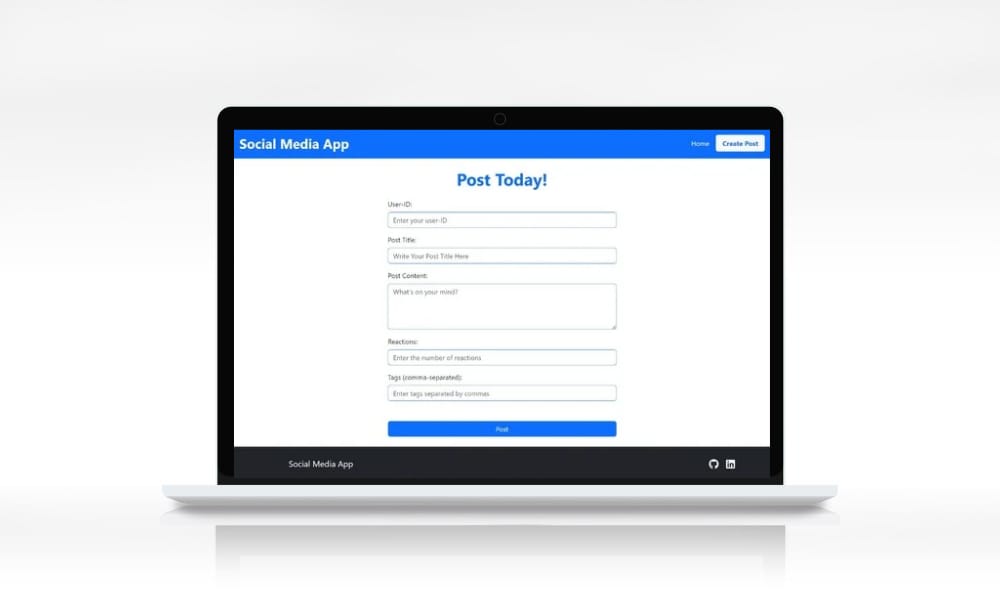 Social Media App
Home
Create Post
Post Today!
User-ID:
Enter your user-ID
Post Title:
Write Your Post Title Here
Post Content:
What's on your mind?
Reactions:
Enter the number of reactions
Tags (comma-separated):
Enter tags separated by commas
Post
Social Media App